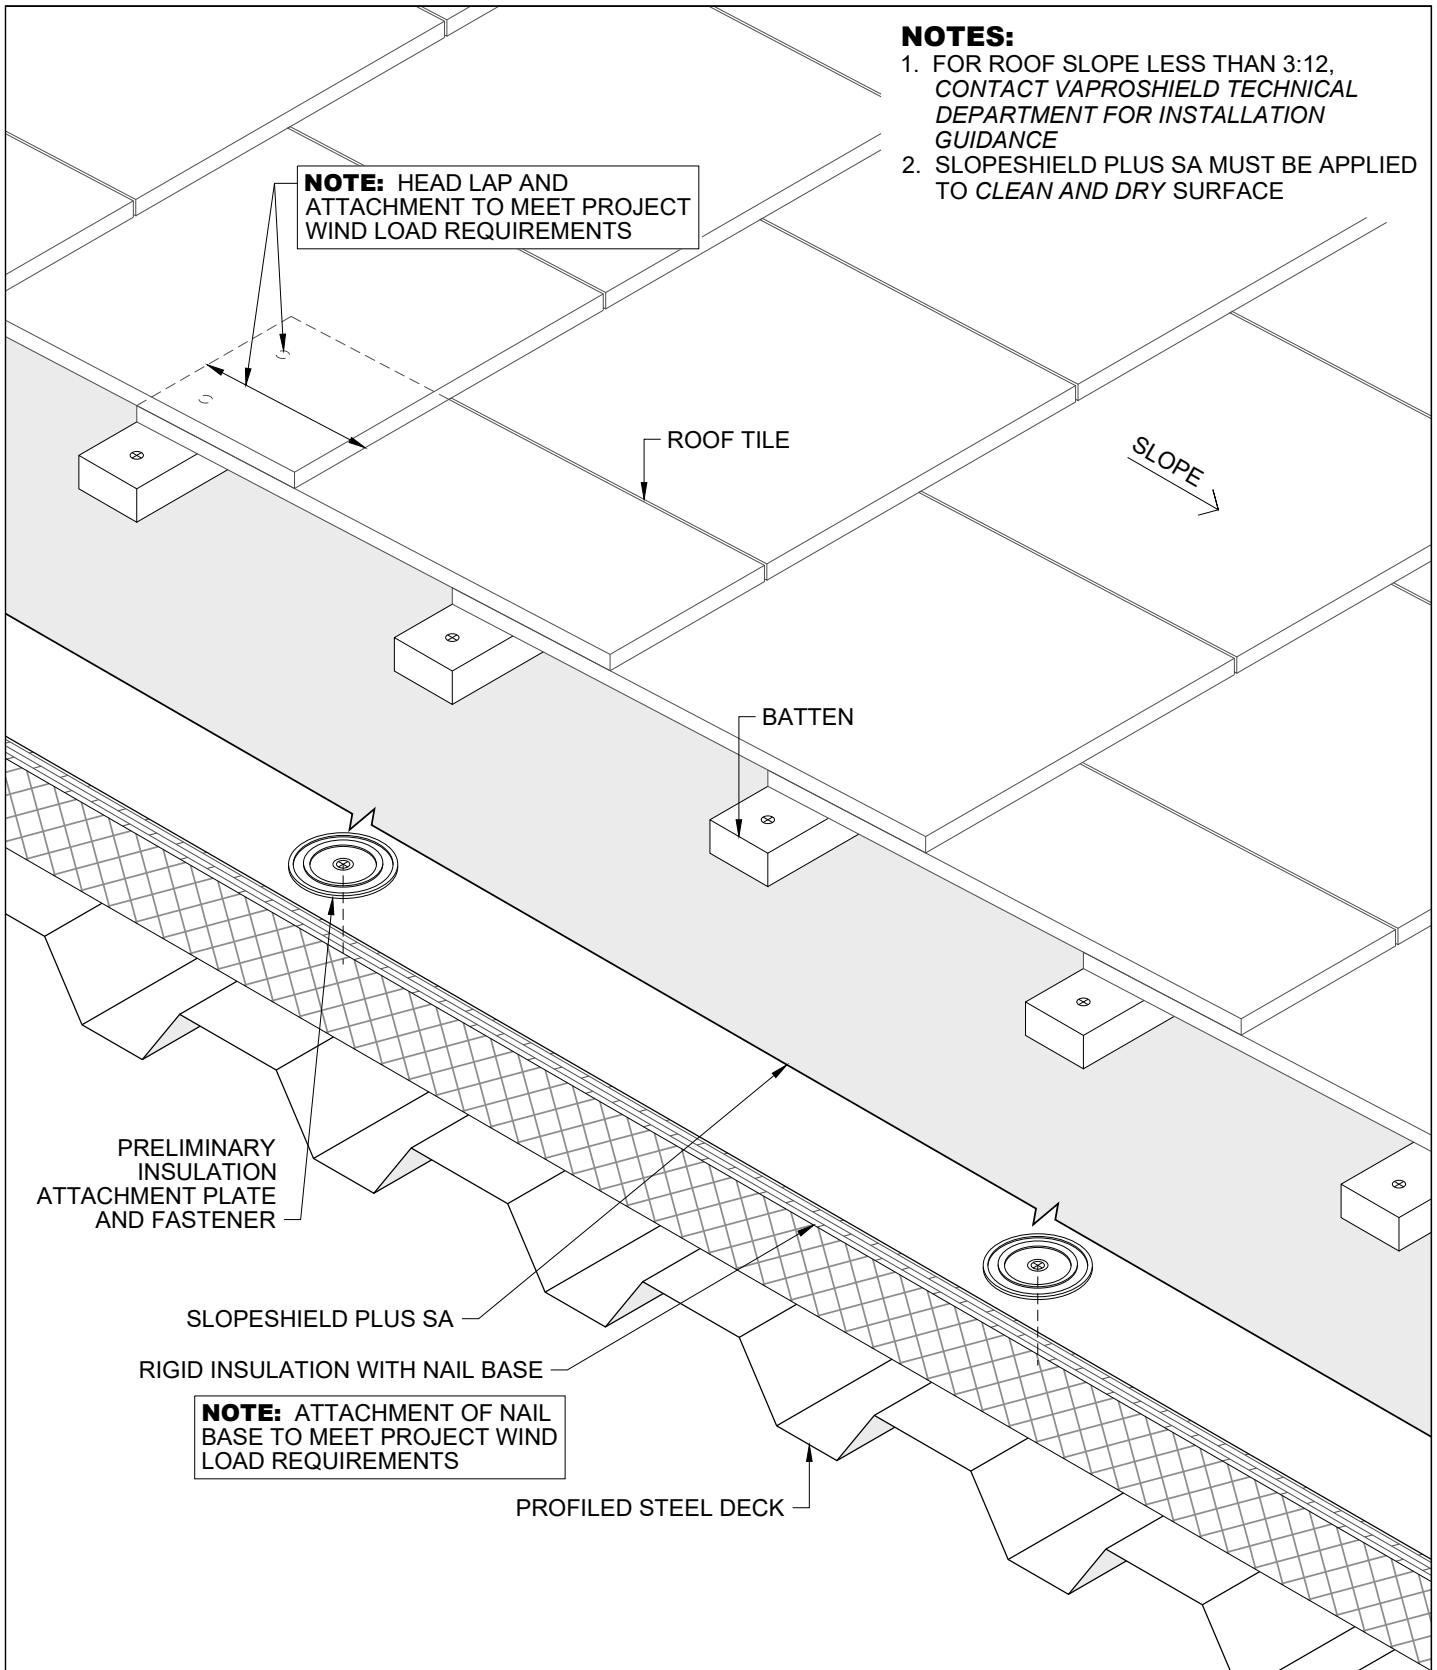 NOTES:
1. FOR ROOF SLOPE LESS THAN 3:12,
CONTACT VAPROSHIELD TECHNICAL
DEPARTMENT FOR INSTALLATION
GUIDANCE
2. SLOPESHIELD PLUS SA MUST BE APPLIED
TO CLEAN AND DRY SURFACE
NOTE: HEAD LAP AND
ATTACHMENT TO MEET PROJECT
WIND LOAD REQUIREMENTS
ROOF TILE
SLOPE
BATTEN
PRELIMINARY
INSULATION
ATTACHMENT PLATE
AND FASTENER
SLOPESHIELD PLUS SA
RIGID INSULATION WITH NAIL BASE
NOTE: ATTACHMENT OF NAIL
BASE TO MEET PROJECT WIND
LOAD REQUIREMENTS
PROFILED STEEL DECK